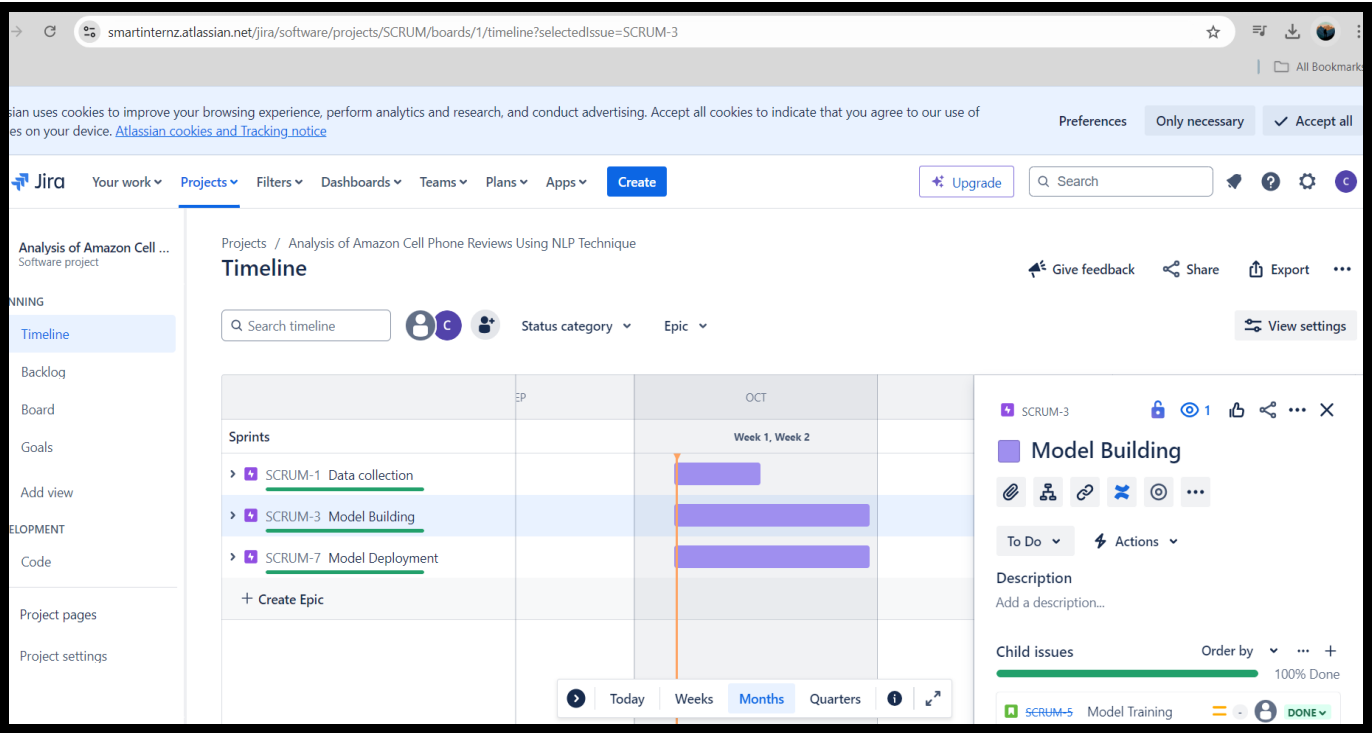 smartinternz.atlassian.net/jira/software/projects/SCRUM/boards/1/timeline?selectedIssue=SCRUM-3
All Bookmarks
sian uses cookies to improve your browsing experience, perform analytics and research, and conduct advertising. Accept all cookies to indicate that you agree to our use of
es on your device. Atlassian cookies and Tracking notice
Preferences Only necessary Accept all
Jira Your work Projects Filters Dashboards Teams Plans Apps Create Upgrade Search C
Analysis of Amazon Cell ...
Software project
NNING
Timeline
Backlog
Board
Goals
Add view
ELOPMENT
Code
Project pages
Project settings
Projects / Analysis of Amazon Cell Phone Reviews Using NLP Technique
Timeline
Give feedback Share Export
Search timeline C Status category Epic View settings
EP OCT
Sprints Week 1, Week 2
SCRUM-1 Data collection
SCRUM-3 Model Building
SCRUM-7 Model Deployment
+ Create Epic
Today Weeks Months Quarters
SCRUM-3 1
Model Building
To Do Actions
Description
Add a description...
Child issues Order by
100% Done
SCRUM-5 Model Training - DONE